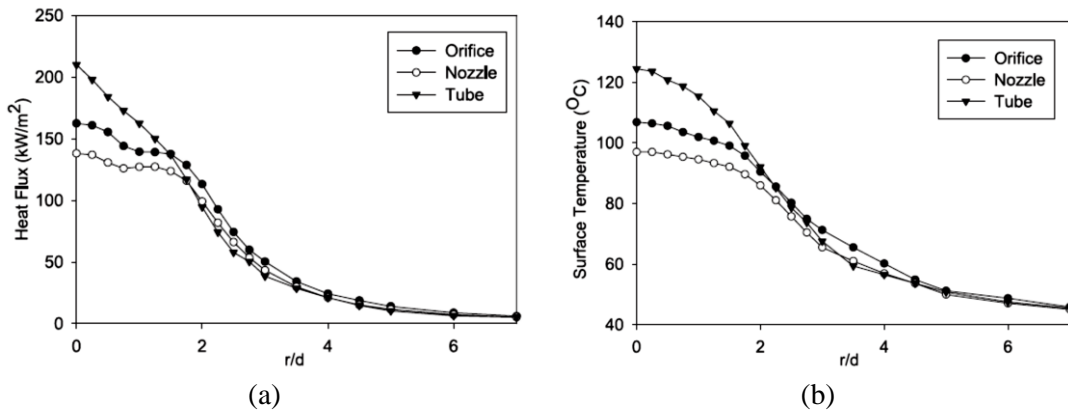 250
200
150
100
50
0
Heat Flux (kW/m²)
Orifice
Nozzle
Tube
0 2 4 6
r/d
(a)
140
120
100
80
60
40
Surface Temperature (°C)
Orifice
Nozzle
Tube
0 2 4 6
r/d
(b)